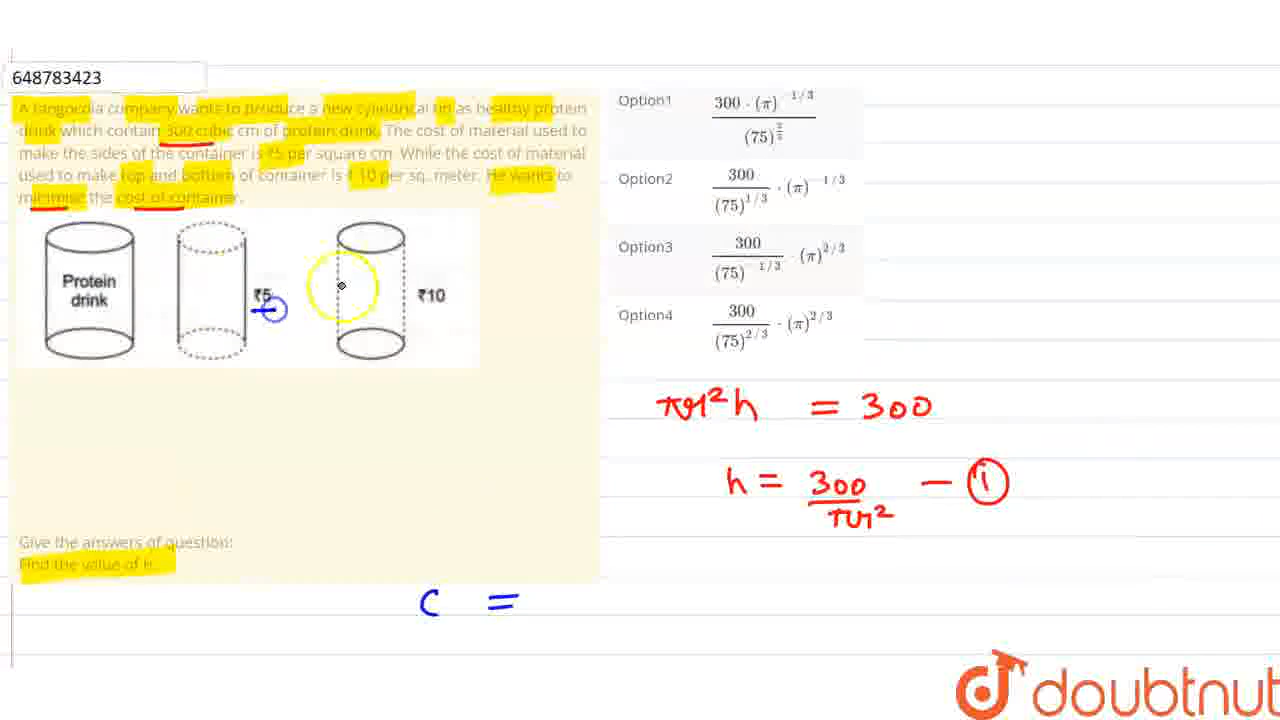 648783423
A tangordia company wants to produce a new cylindrical tin as healthy protein
drink which contain 300 cubic cm of protein drink. The cost of material used to
make the sides of the container is ₹5 per square cm. While the cost of material
used to make top and bottom of container is ₹ 10 per sq. meter. He wants to
minimise the cost of container.
Protein
drink
₹5
₹10
Give the answers of question:
Find the value of h.
Option1 300 · (π)^-1/3 / (75)^2/3
Option2 300 / (75)^1/3 · (π)^-1/3
Option3 300 / (75)^-1/3 · (π)^2/3
Option4 300 / (75)^2/3 · (π)^2/3
πr²h = 300
h = 300 / πr² - ①
C =
doubtnut